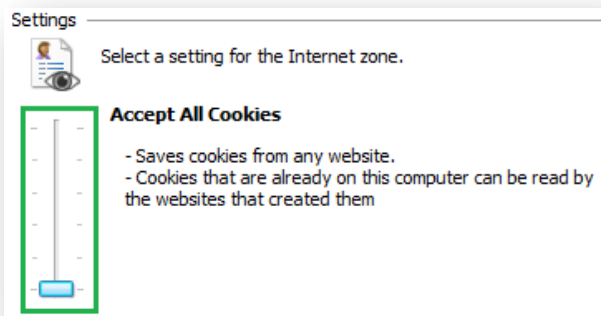 Settings
Select a setting for the Internet zone.
Accept All Cookies
- Saves cookies from any website.
- Cookies that are already on this computer can be read by
the websites that created them